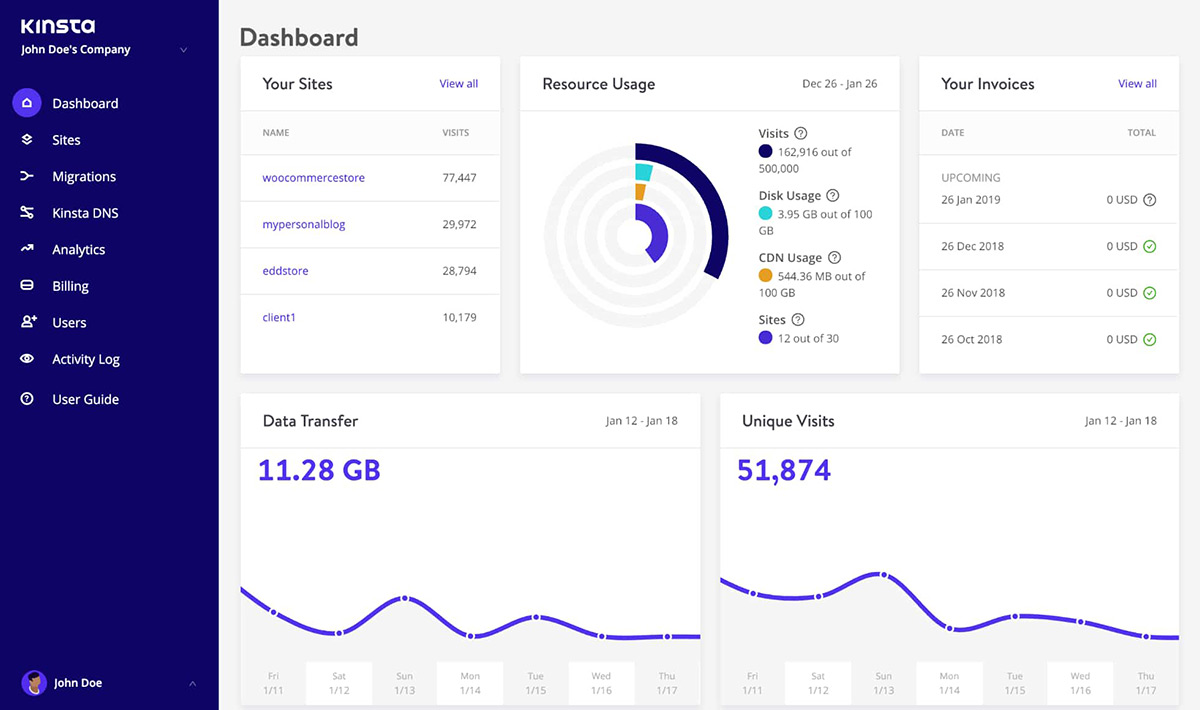 Kinsta
John Doe's Company
Dashboard
Sites
Migrations
Kinsta DNS
Analytics
Billing
Users
Activity Log
User Guide
John Doe
Dashboard
Your Sites View all
NAME VISITS
woocommercestore 77,447
mypersonalblog 29,972
eddstore 28,794
client1 10,179
Resource Usage Dec 26 - Jan 26
Visits ?
162,916 out of
500,000
Disk Usage ?
3.95 GB out of 100
GB
CDN Usage ?
544.36 MB out of
100 GB
Sites ?
12 out of 30
Your Invoices View all
DATE TOTAL
UPCOMING
26 Jan 2019 0 USD ?
26 Dec 2018 0 USD
26 Nov 2018 0 USD
26 Oct 2018 0 USD
Data Transfer Jan 12 - Jan 18
11.28 GB
Fri Sat Sun Mon Tue Wed Thu
1/11 1/12 1/13 1/14 1/15 1/16 1/17
Unique Visits Jan 12 - Jan 18
51,874
Fri Sat Sun Mon Tue Wed Thu
1/11 1/12 1/13 1/14 1/15 1/16 1/17